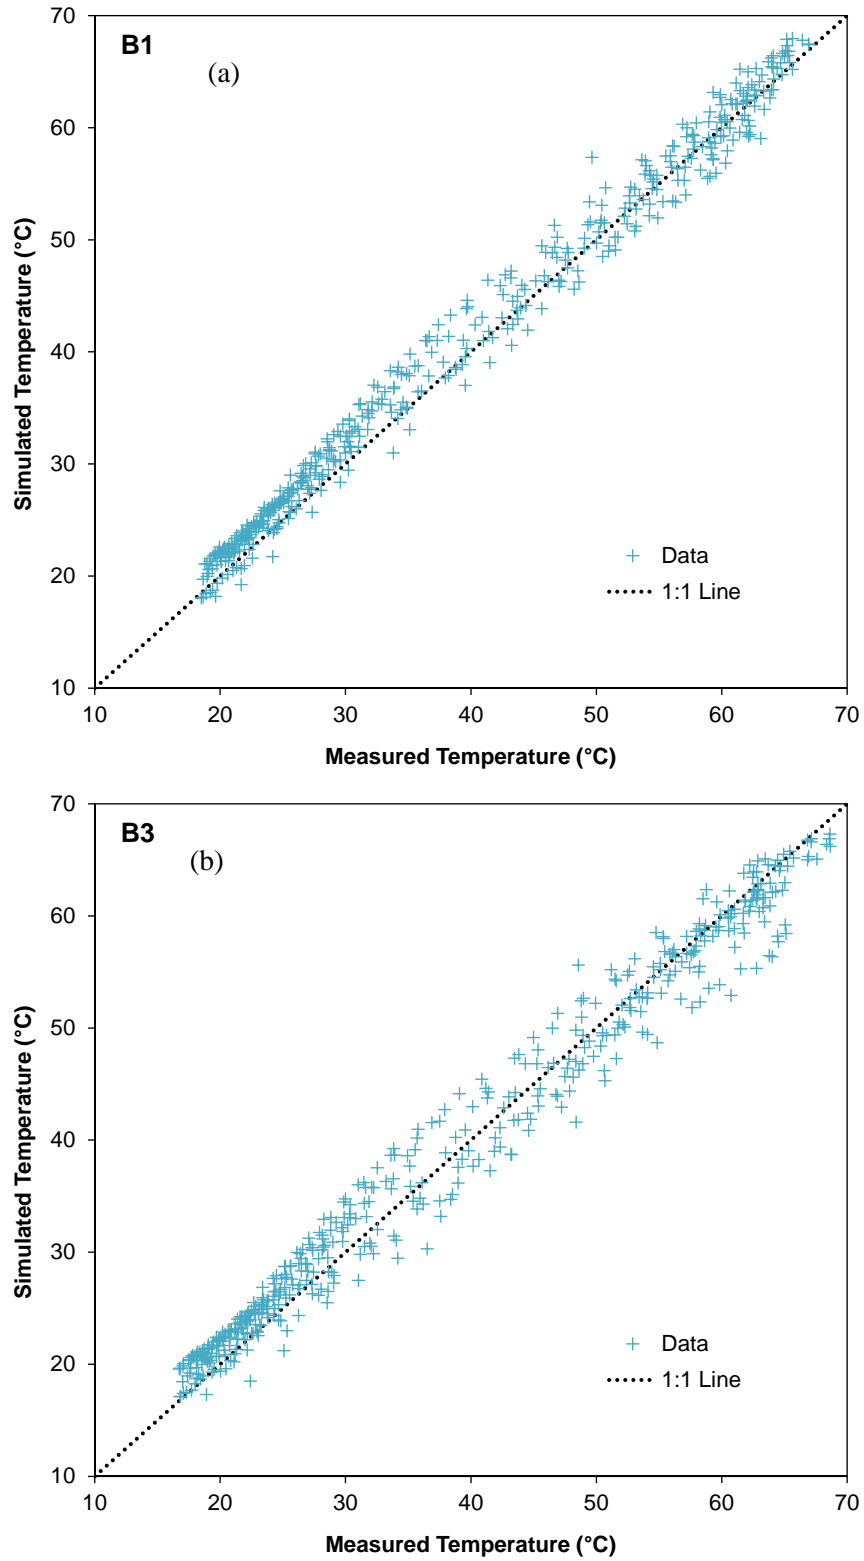 70
B1
(a)
60
50
40
30
20
10
Simulated Temperature (°C)
Data
1:1 Line
10 20 30 40 50 60 70
Measured Temperature (°C)
70
B3
(b)
60
50
40
30
20
10
Simulated Temperature (°C)
Data
1:1 Line
10 20 30 40 50 60 70
Measured Temperature (°C)